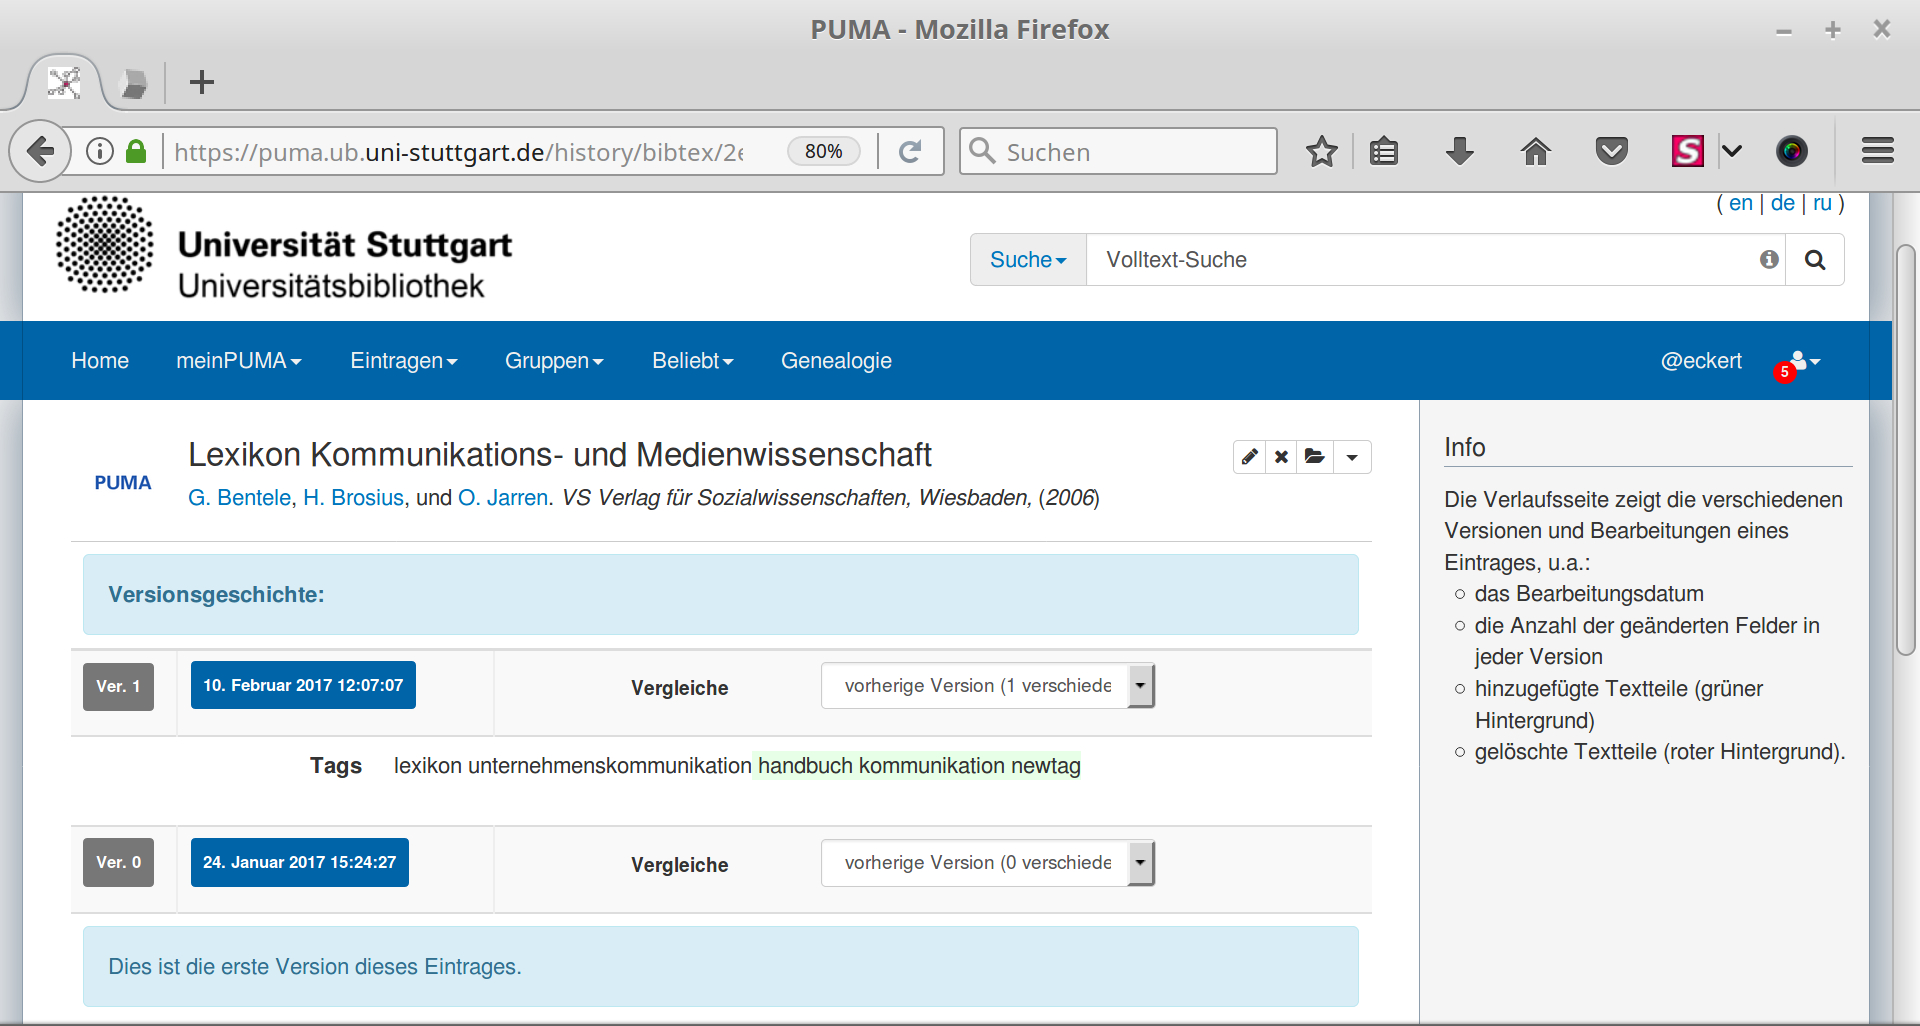 PUMA - Mozilla Firefox
https://puma.ub.uni-stuttgart.de/history/bibtex/2e
80%
Suchen
( en | de | ru )
Universität Stuttgart
Universitätsbibliothek
Suche
Volltext-Suche
Home
meinPUMA
Eintragen
Gruppen
Beliebt
Genealogie
@eckert
5
PUMA
Lexikon Kommunikations- und Medienwissenschaft
G. Bentele, H. Brosius, und O. Jarren. VS Verlag für Sozialwissenschaften, Wiesbaden, (2006)
Versionsgeschichte:
Ver. 1
10. Februar 2017 12:07:07
Vergleiche
vorherige Version (1 verschiede
Tags
lexikon unternehmenskommunikation handbuch kommunikation newtag
Ver. 0
24. Januar 2017 15:24:27
Vergleiche
vorherige Version (0 verschiede
Dies ist die erste Version dieses Eintrages.
Info
Die Verlaufsseite zeigt die verschiedenen
Versionen und Bearbeitungen eines
Eintrages, u.a.:
das Bearbeitungsdatum
die Anzahl der geänderten Felder in
jeder Version
hinzugefügte Textteile (grüner
Hintergrund)
gelöschte Textteile (roter Hintergrund).